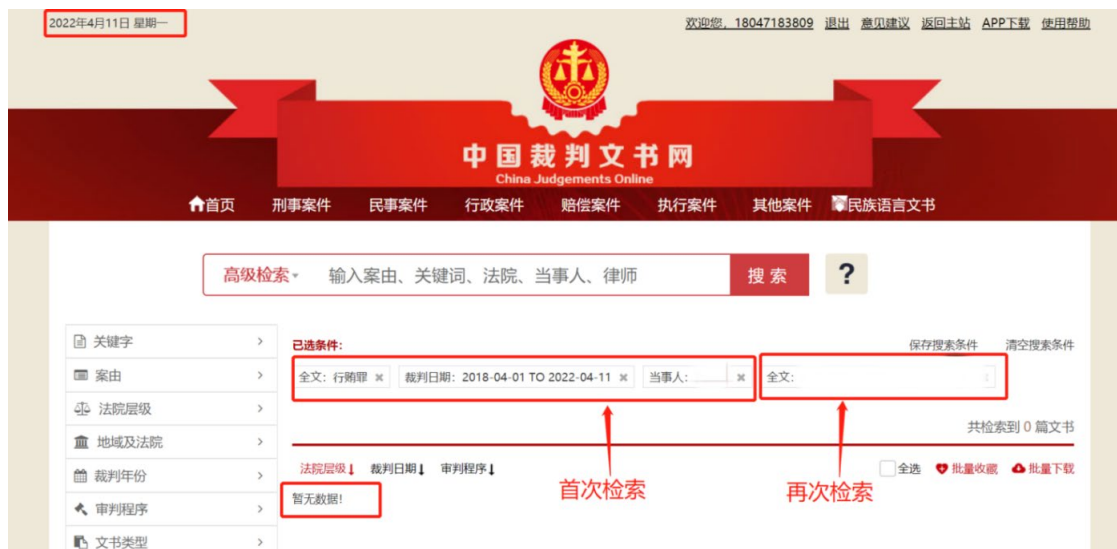 2022年4月11日 星期一
欢迎您，18047183809 退出 意见建议 返回主站 APP下载 使用帮助
中国裁判文书网
China Judgements Online
首页 刑事案件 民事案件 行政案件 赔偿案件 执行案件 其他案件 民族语言文书
高级检索 输入案由、关键词、法院、当事人、律师 搜索 ?
关键字
案由
法院层级
地域及法院
裁判年份
审判程序
文书类型
已选条件:
保存搜索条件 清空搜索条件
全文: 行贿罪 × 裁判日期: 2018-04-01 TO 2022-04-11 × 当事人: × 全文:
共检索到 0 篇文书
法院层级↓ 裁判日期↓ 审判程序↓
全选 批量收藏 批量下载
暂无数据!
首次检索
再次检索